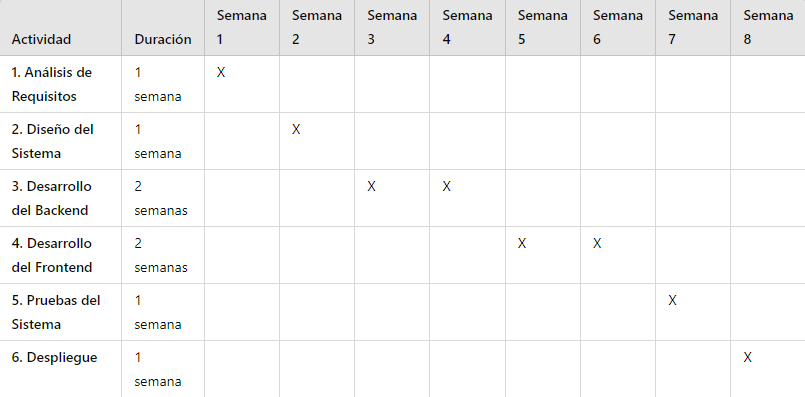 Actividad Duración Semana 1 Semana 2 Semana 3 Semana 4 Semana 5 Semana 6 Semana 7 Semana 8
1. Análisis de Requisitos 1 semana X
2. Diseño del Sistema 1 semana X
3. Desarrollo del Backend 2 semanas X X
4. Desarrollo del Frontend 2 semanas X X
5. Pruebas del Sistema 1 semana X
6. Despliegue 1 semana X